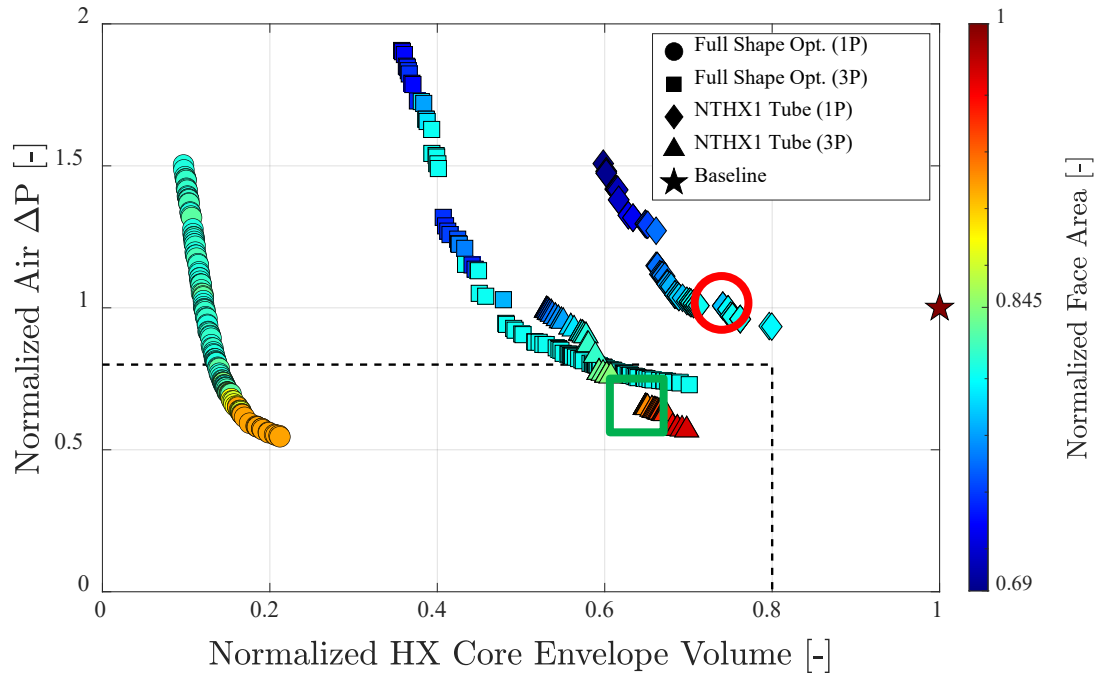 2
1.5
1
0.5
0
0
0.2
0.4
0.6
0.8
1
Normalized Air ΔP [-]
Normalized HX Core Envelope Volume [-]
Full Shape Opt. (1P)
Full Shape Opt. (3P)
NTHX1 Tube (1P)
NTHX1 Tube (3P)
Baseline
1
0.845
0.69
Normalized Face Area [-]